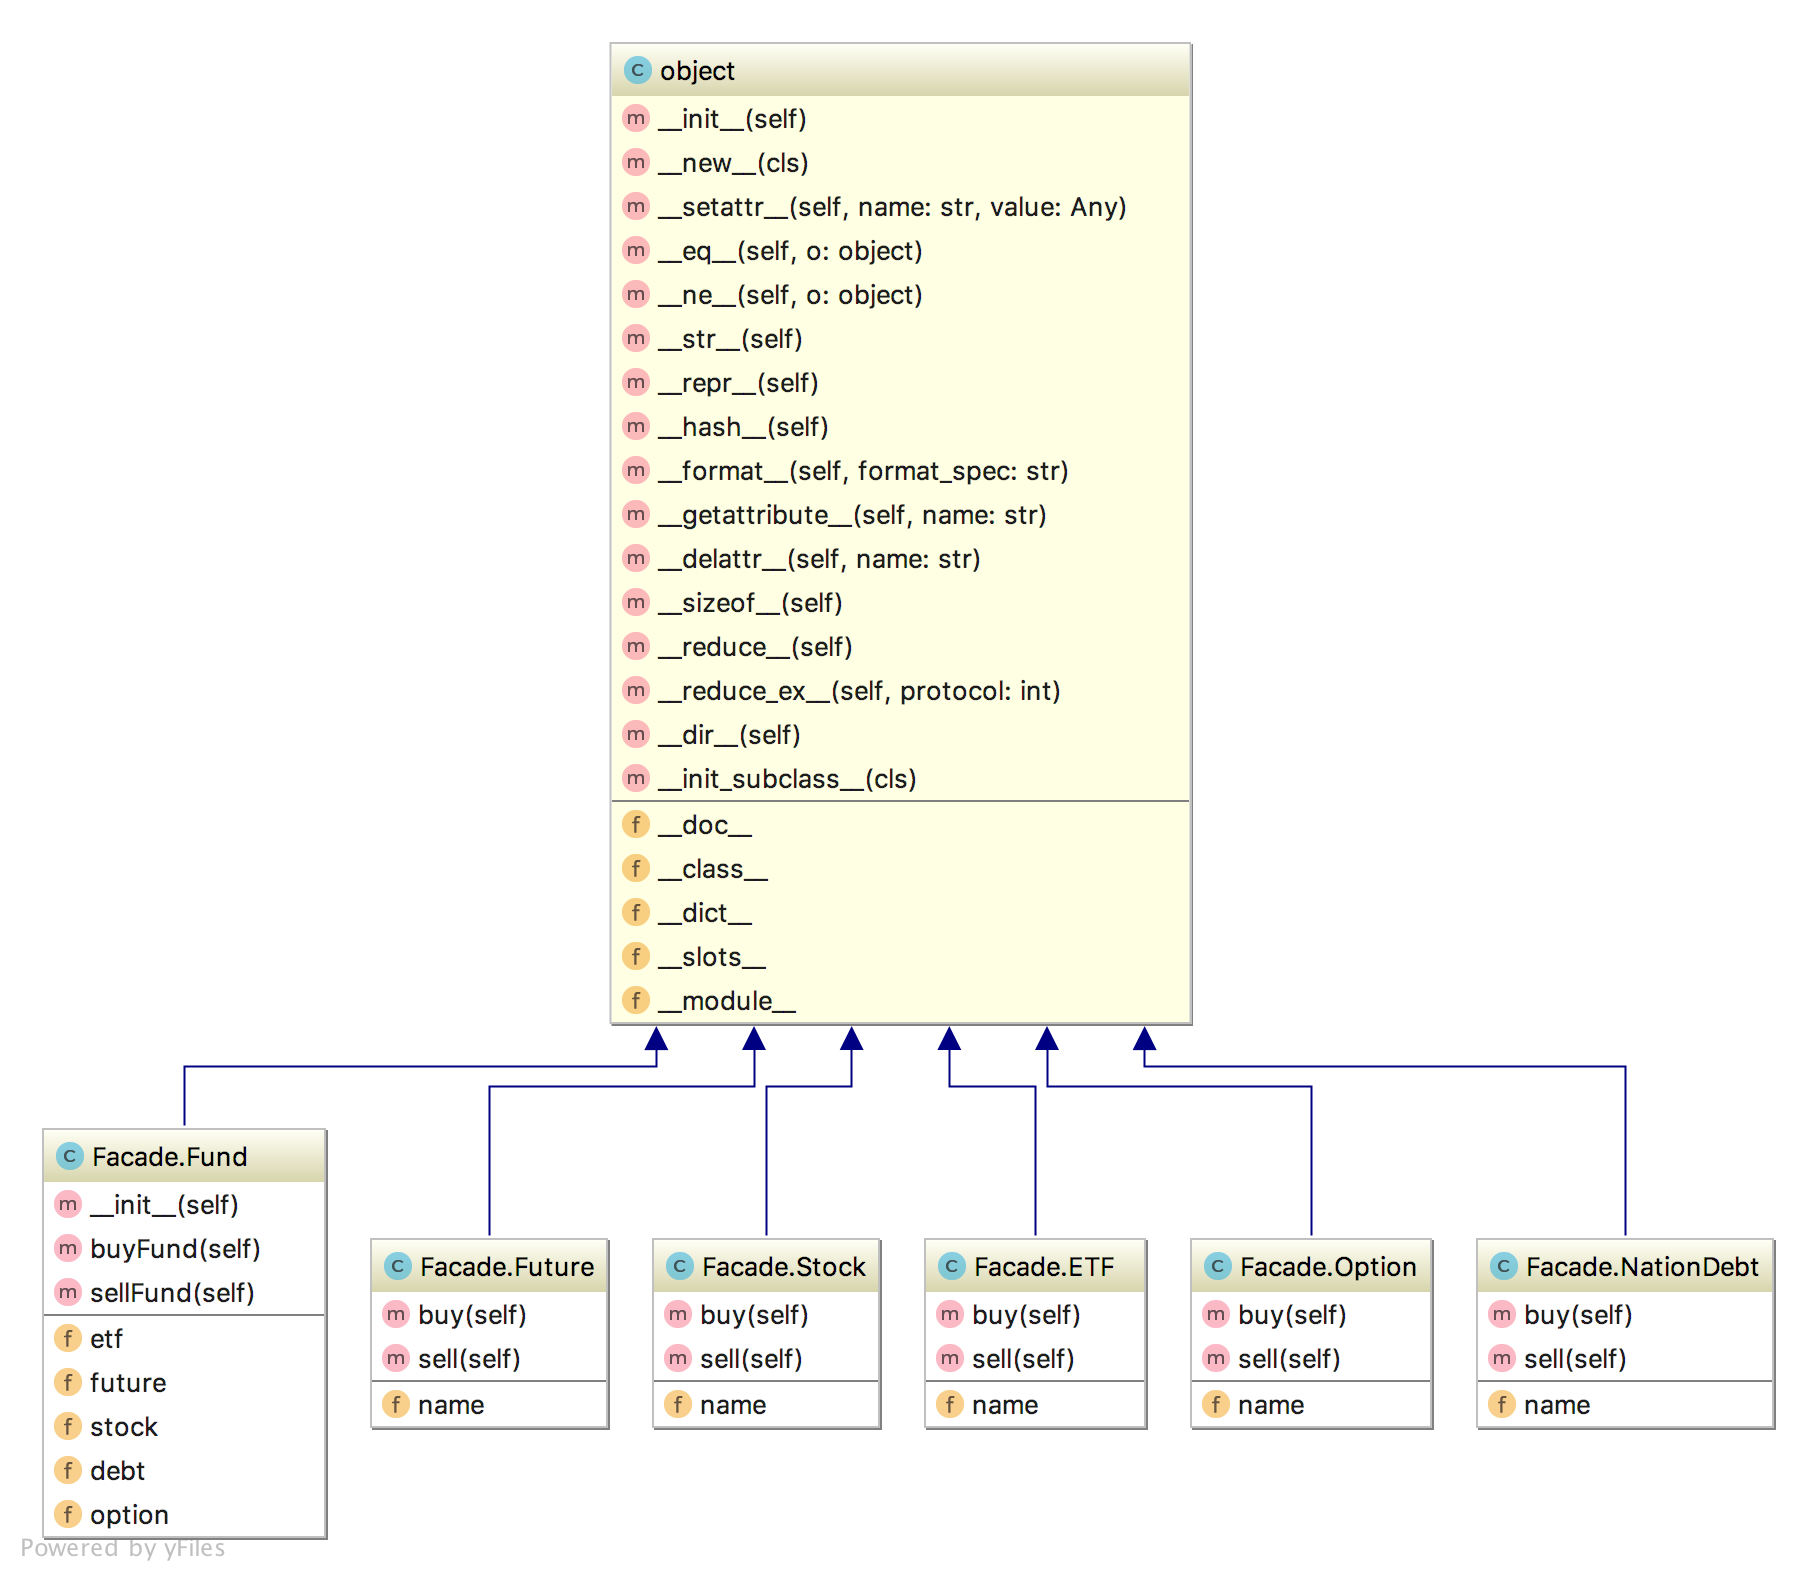 object
__init__(self)
__new__(cls)
__setattr__(self, name: str, value: Any)
__eq__(self, o: object)
__ne__(self, o: object)
__str__(self)
__repr__(self)
__hash__(self)
__format__(self, format_spec: str)
__getattribute__(self, name: str)
__delattr__(self, name: str)
__sizeof__(self)
__reduce__(self)
__reduce_ex__(self, protocol: int)
__dir__(self)
__init_subclass__(cls)
__doc__
__class__
__dict__
__slots__
__module__
Facade.Fund
__init__(self)
buyFund(self)
sellFund(self)
etf
future
stock
debt
option
Facade.Future
buy(self)
sell(self)
name
Facade.Stock
buy(self)
sell(self)
name
Facade.ETF
buy(self)
sell(self)
name
Facade.Option
buy(self)
sell(self)
name
Facade.NationDebt
buy(self)
sell(self)
name
Powered by yFiles